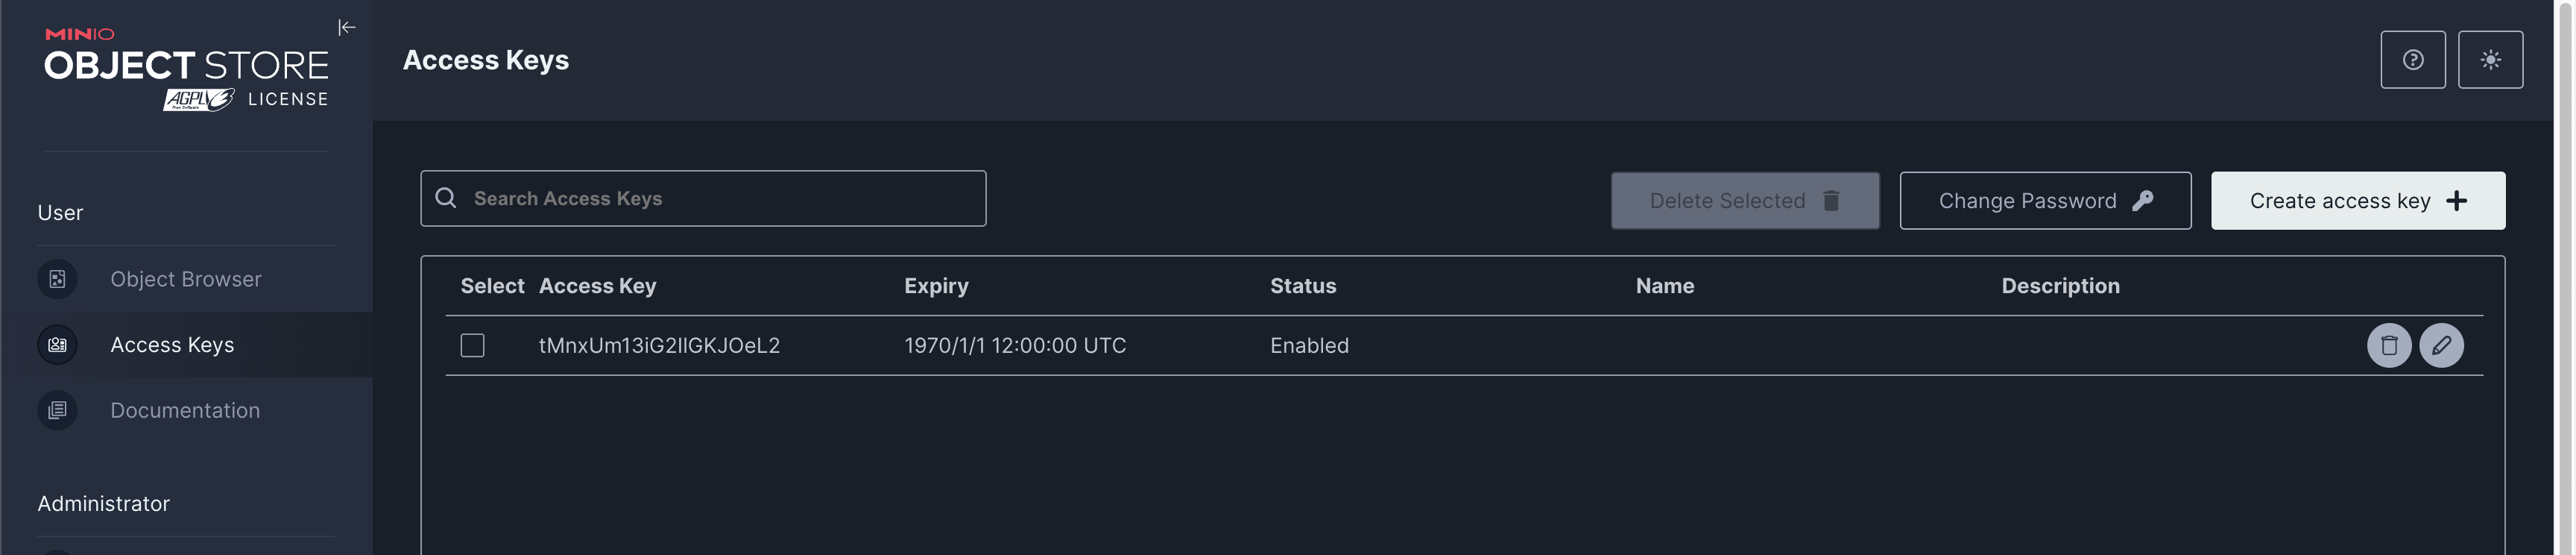 MINIO
OBJECT STORE
AGPLv3 LICENSE
Free Software
Access Keys
User
Object Browser
Access Keys
Documentation
Administrator
Search Access Keys
Delete Selected
Change Password
Create access key
Select Access Key Expiry Status Name Description
tMnxUm13iG2IIGKJOeL2 1970/1/1 12:00:00 UTC Enabled